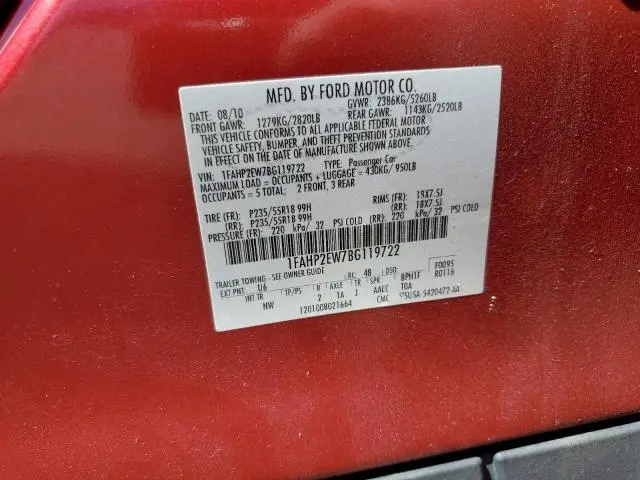 MFD. BY FORD MOTOR CO.
DATE: 08/10 GVWR: 2386KG/5260LB
FRONT GAWR: 1279KG/2820LB REAR GAWR: 1143KG/2520LB
THIS VEHICLE CONFORMS TO ALL APPLICABLE FEDERAL MOTOR
VEHICLE SAFETY, BUMPER, AND THEFT PREVENTION STANDARDS
IN EFFECT ON THE DATE OF MANUFACTURE SHOWN ABOVE.
VIN: 1FAHP2EW7BG119722 TYPE: Passenger Car
MAXIMUM LOAD = OCCUPANTS + LUGGAGE = 430KG/950LB
OCCUPANTS = 5 TOTAL: 2 FRONT, 3 REAR
TIRE (FR): P235/55R18 99H RIMS (FR): 18X7.5J
(RR): P235/55R18 99H (RR): 18X7.5J
PRESSURE (FR): 220 kPa/ 32 PSI COLD (RR): 220 kPa/ 32 PSI COLD
1FAHP2EW7BG119722
TRAILER TOWING - SEE OWNER GUIDE
EXT PNT: U6 RC: 48 DSO: F0095
INT TR TP/PS R AXLE TR SPR BPH1F R0116
NW 2 1A J AACC TOA
1201008021664 CMC 5U5A-5420472-AA